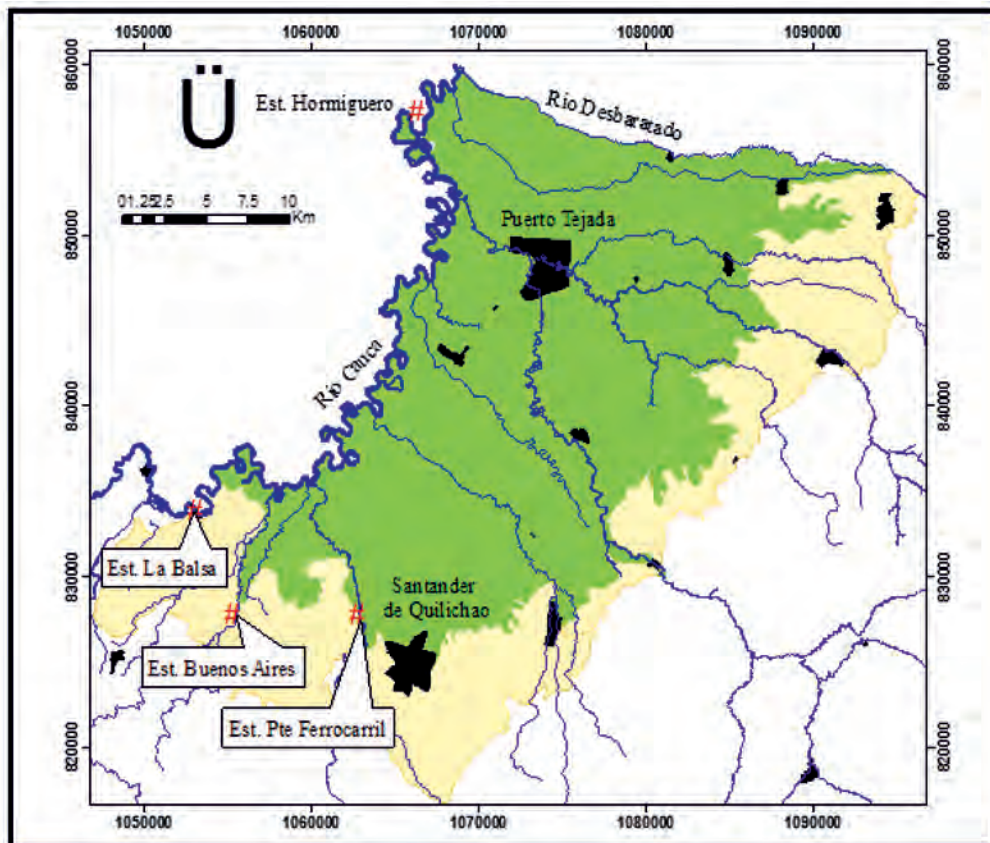 1050000 1060000 1070000 1080000 1090000
860000 860000
Ü
Est. Hormiguero #
Río Desbaratado
01.252.5 5 7.5 10
Km
Puerto Tejada
850000 850000
Río Cauca
840000 840000
#
Est. La Balsa
830000 830000
Santander
de Quilichao
# #
Est. Buenos Aires
Est. Pte Ferrocarril
820000 820000
1050000 1060000 1070000 1080000 1090000